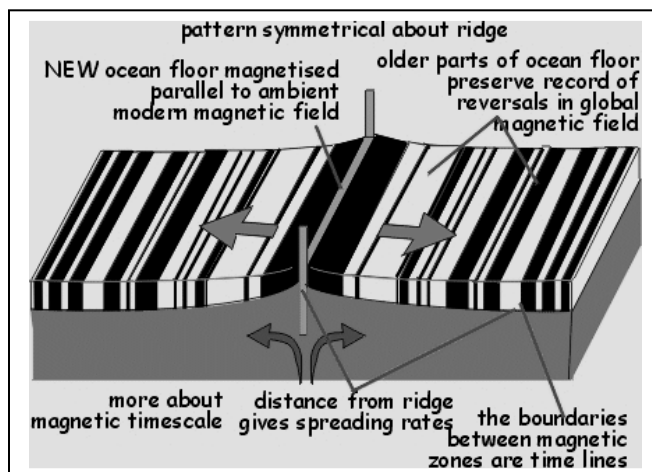 pattern symmetrical about ridge
NEW ocean floor magnetised
parallel to ambient
modern magnetic field
older parts of ocean floor
preserve record of
reversals in global
magnetic field
more about
magnetic timescale
distance from ridge
gives spreading rates
the boundaries
between magnetic
zones are time lines